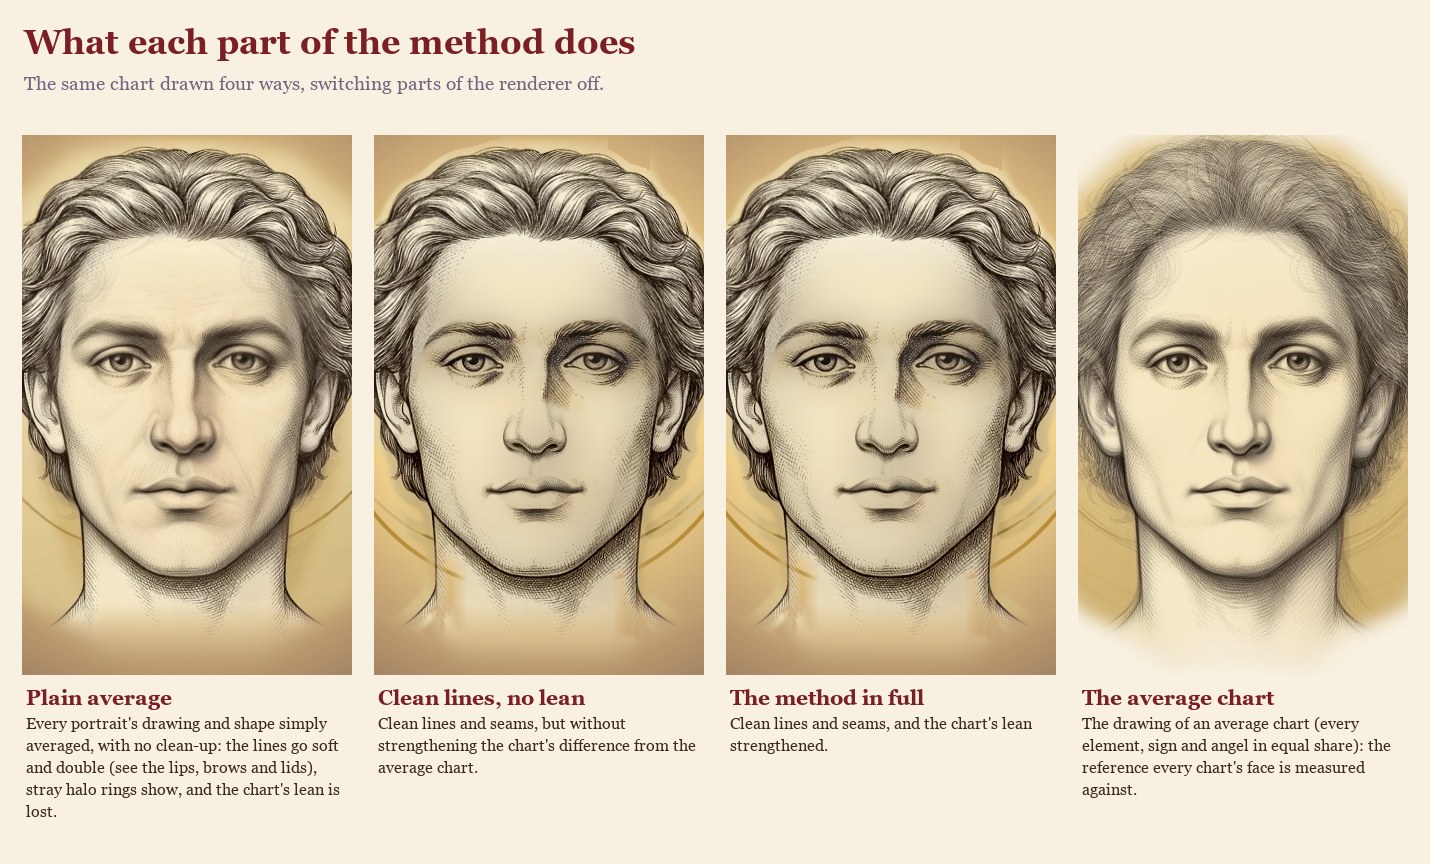 What each part of the method does
The same chart drawn four ways, switching parts of the renderer off.
Plain average
Every portrait's drawing and shape simply
averaged, with no clean-up: the lines go soft
and double (see the lips, brows and lids),
stray halo rings show, and the chart's lean is
lost.
Clean lines, no lean
Clean lines and seams, but without
strengthening the chart's difference from the
average chart.
The method in full
Clean lines and seams, and the chart's lean
strengthened.
The average chart
The drawing of an average chart (every
element, sign and angel in equal share): the
reference every chart's face is measured
against.